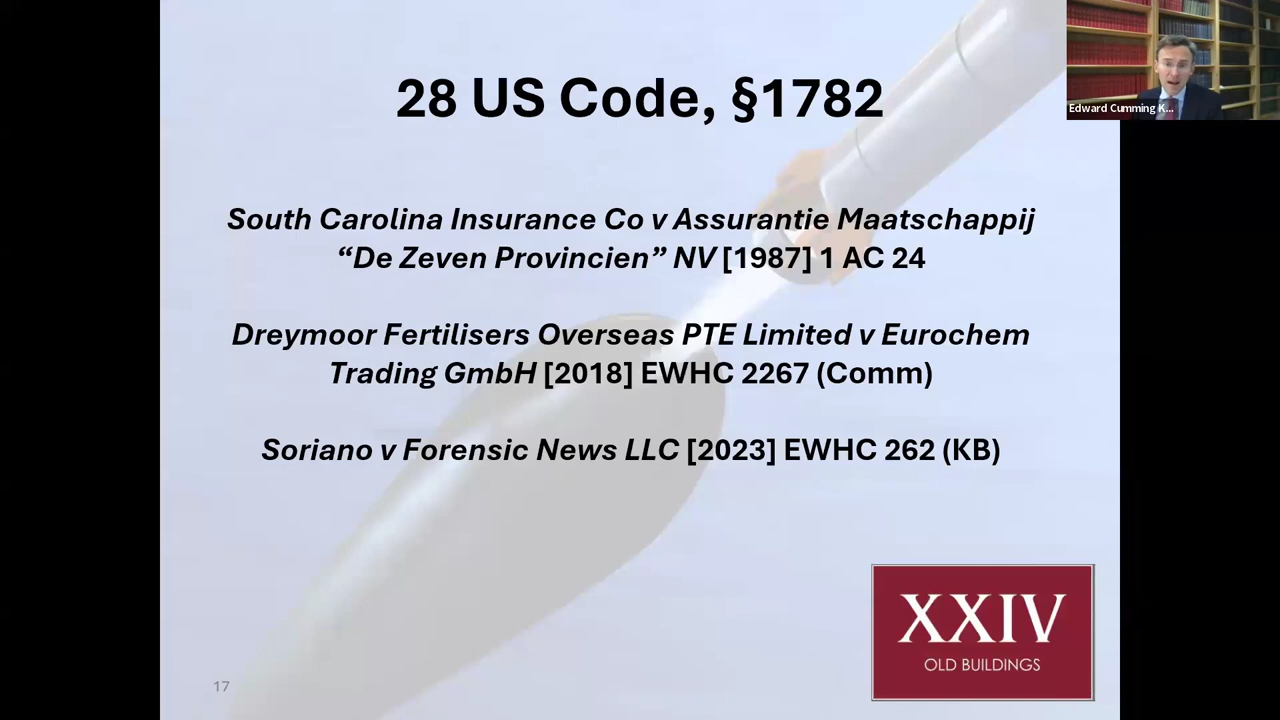 28 US Code, §1782
Edward Cumming K...
South Carolina Insurance Co v Assurantie Maatschappij
“De Zeven Provincien” NV [1987] 1 AC 24
Dreymoor Fertilisers Overseas PTE Limited v Eurochem
Trading GmbH [2018] EWHC 2267 (Comm)
Soriano v Forensic News LLC [2023] EWHC 262 (KB)
XXIV
OLD BUILDINGS
17